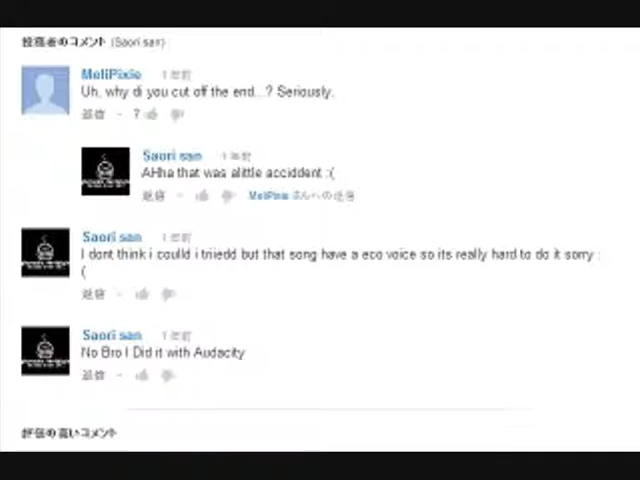 投稿者のコメント (Saori san)
MeliPixie 1 年前
Uh, why di you cut off the end...? Seriously.
返信 · 7
Saori san 1 年前
AHha that was alittle acciddent :(
返信 · MeliPixie さんへの返信
Saori san 1 年前
I dont think i coulld i triiedd but that song have a eco voice so its really hard to do it sorry :
(
返信 ·
Saori san 1 年前
No Bro I Did it with Audacity
返信 ·
評価の高いコメント